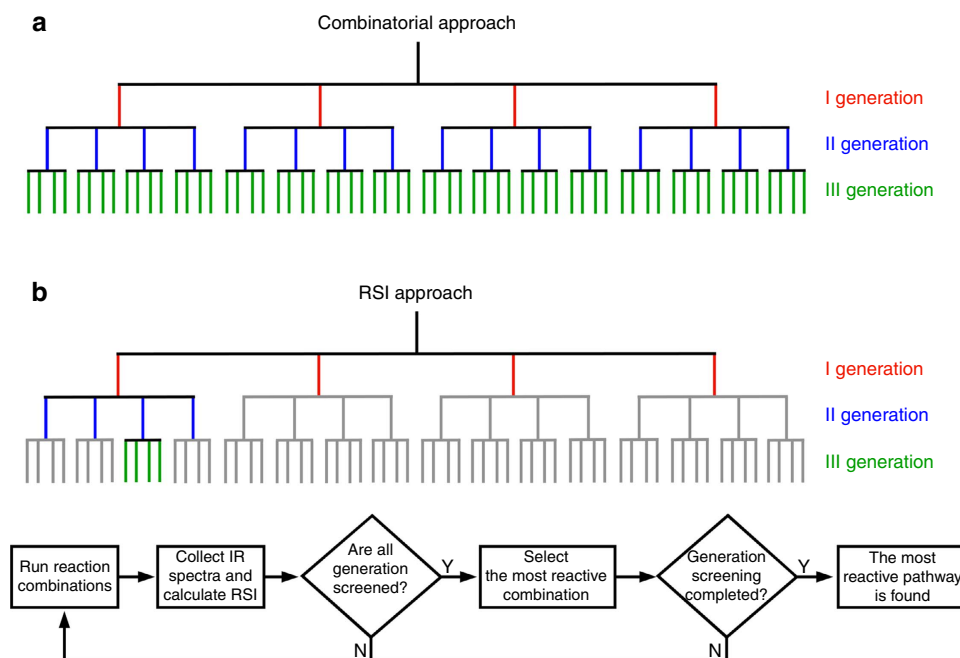 a
Combinatorial approach
I generation
II generation
III generation
b
RSI approach
I generation
II generation
III generation
Run reaction
combinations
Collect IR
spectra and
calculate RSI
Are all
generation
screened?
Y
N
Select
the most reactive
combination
Generation
screening
completed?
Y
N
The most
reactive pathway
is found